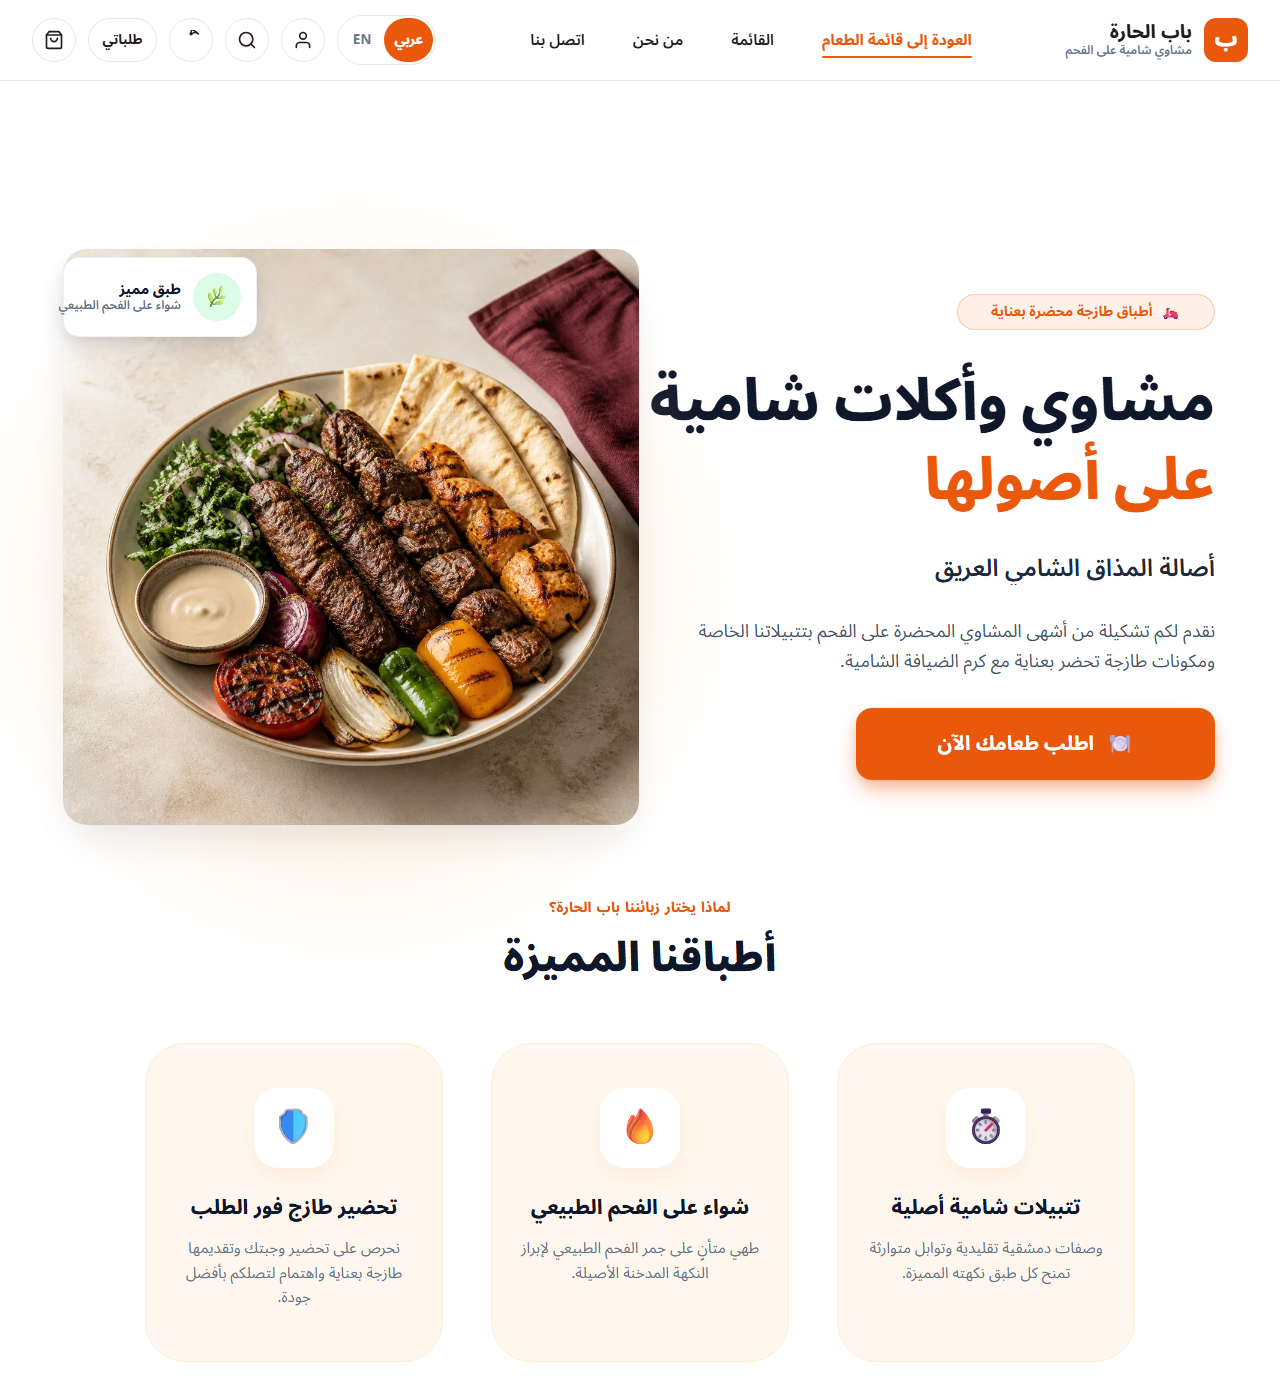 ب
باب الحارة
مشاوي شامية على الفحم
العودة إلى قائمة الطعام
القائمة
من نحن
اتصل بنا
عربي
EN
طلباتي
أطباق طازجة محضرة بعناية
مشاوي وأكلات شامية
على أصولها
أصالة المذاق الشامي العريق
نقدم لكم تشكيلة من أشهى المشاوي المحضرة على الفحم بتتبيلاتنا الخاصة
ومكونات طازجة تحضر بعناية مع كرم الضيافة الشامية.
اطلب طعامك الآن
طبق مميز
شواء على الفحم الطبيعي
لماذا يختار زبائننا باب الحارة؟
أطباقنا المميزة
تتبيلات شامية أصلية
وصفات دمشقية تقليدية وتوابل متوارثة
تمنح كل طبق نكهته المميزة.
شواء على الفحم الطبيعي
طهي متأنٍ على جمر الفحم الطبيعي لإبراز
النكهة المدخنة الأصيلة.
تحضير طازج فور الطلب
نحرص على تحضير وجبتك وتقديمها
طازجة بعناية واهتمام لتصلكم بأفضل
جودة.